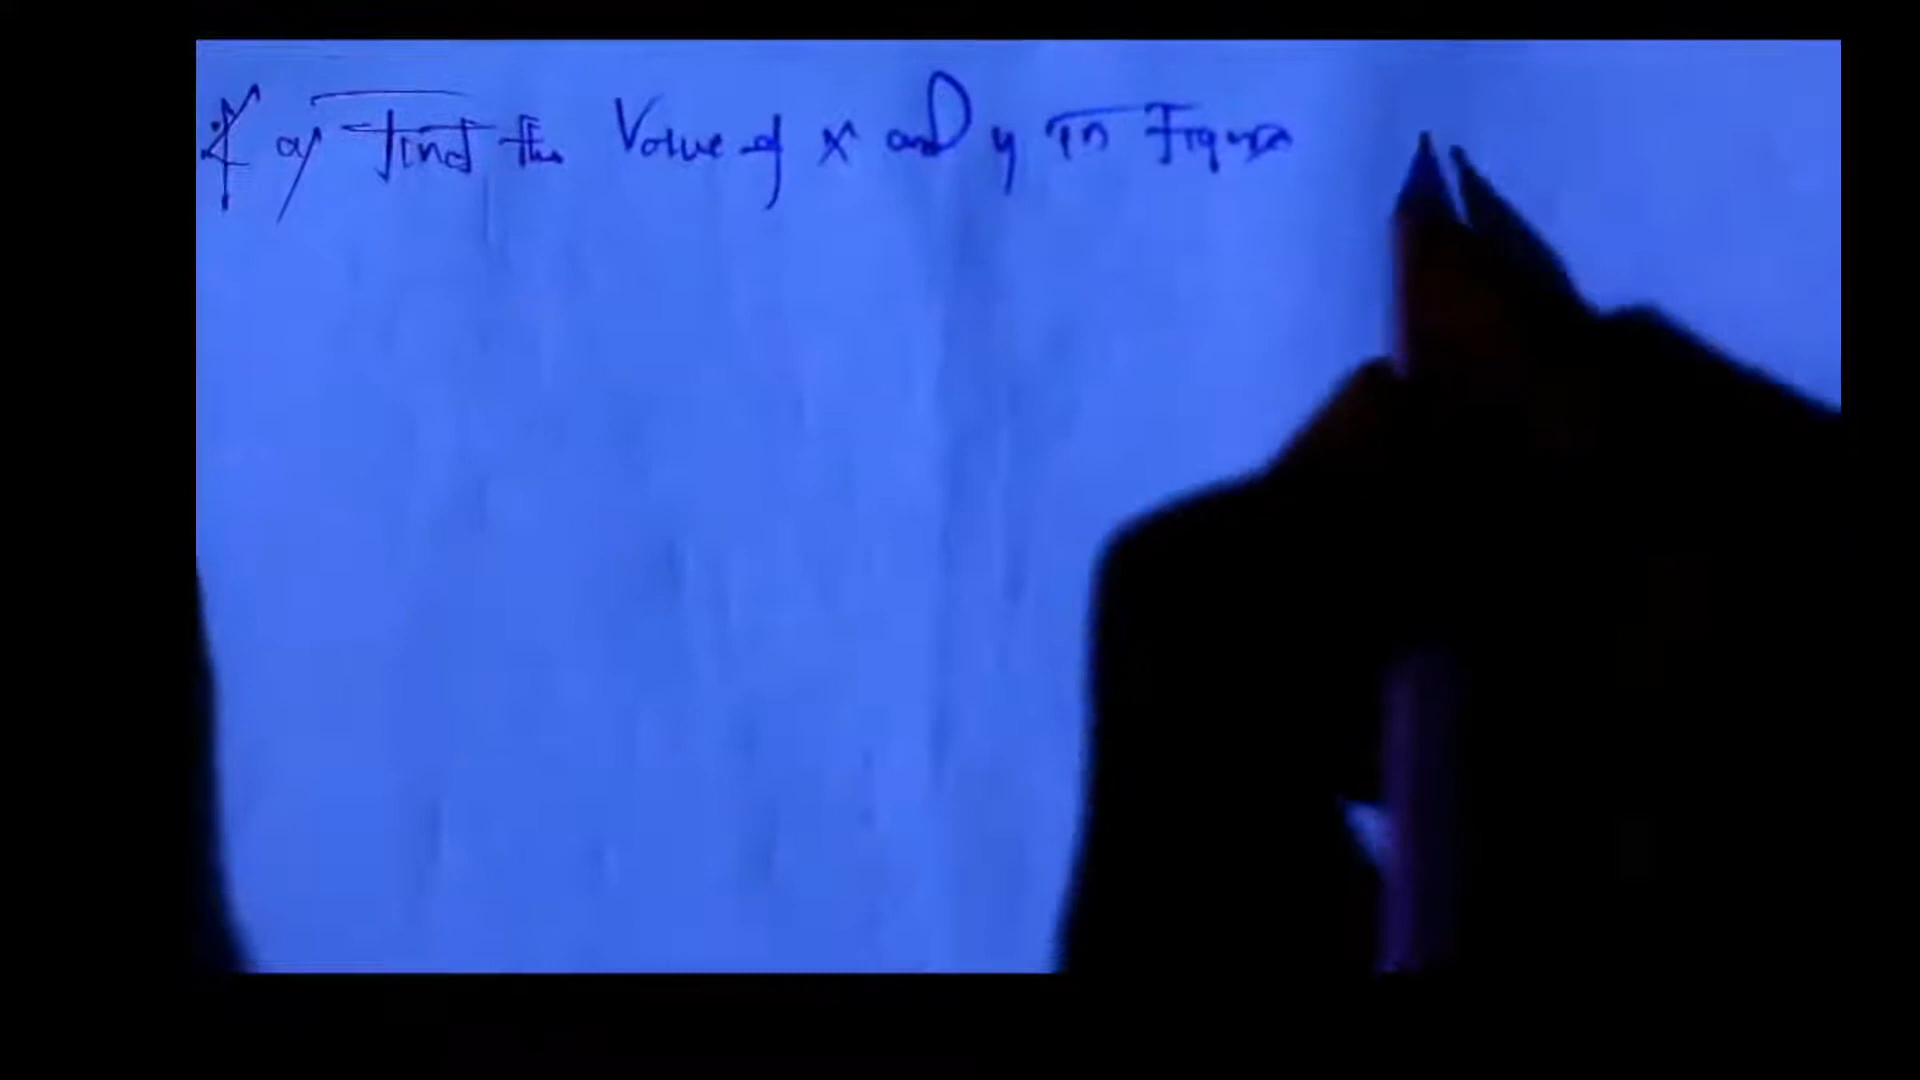 a) Find the Value of x and y in Figure